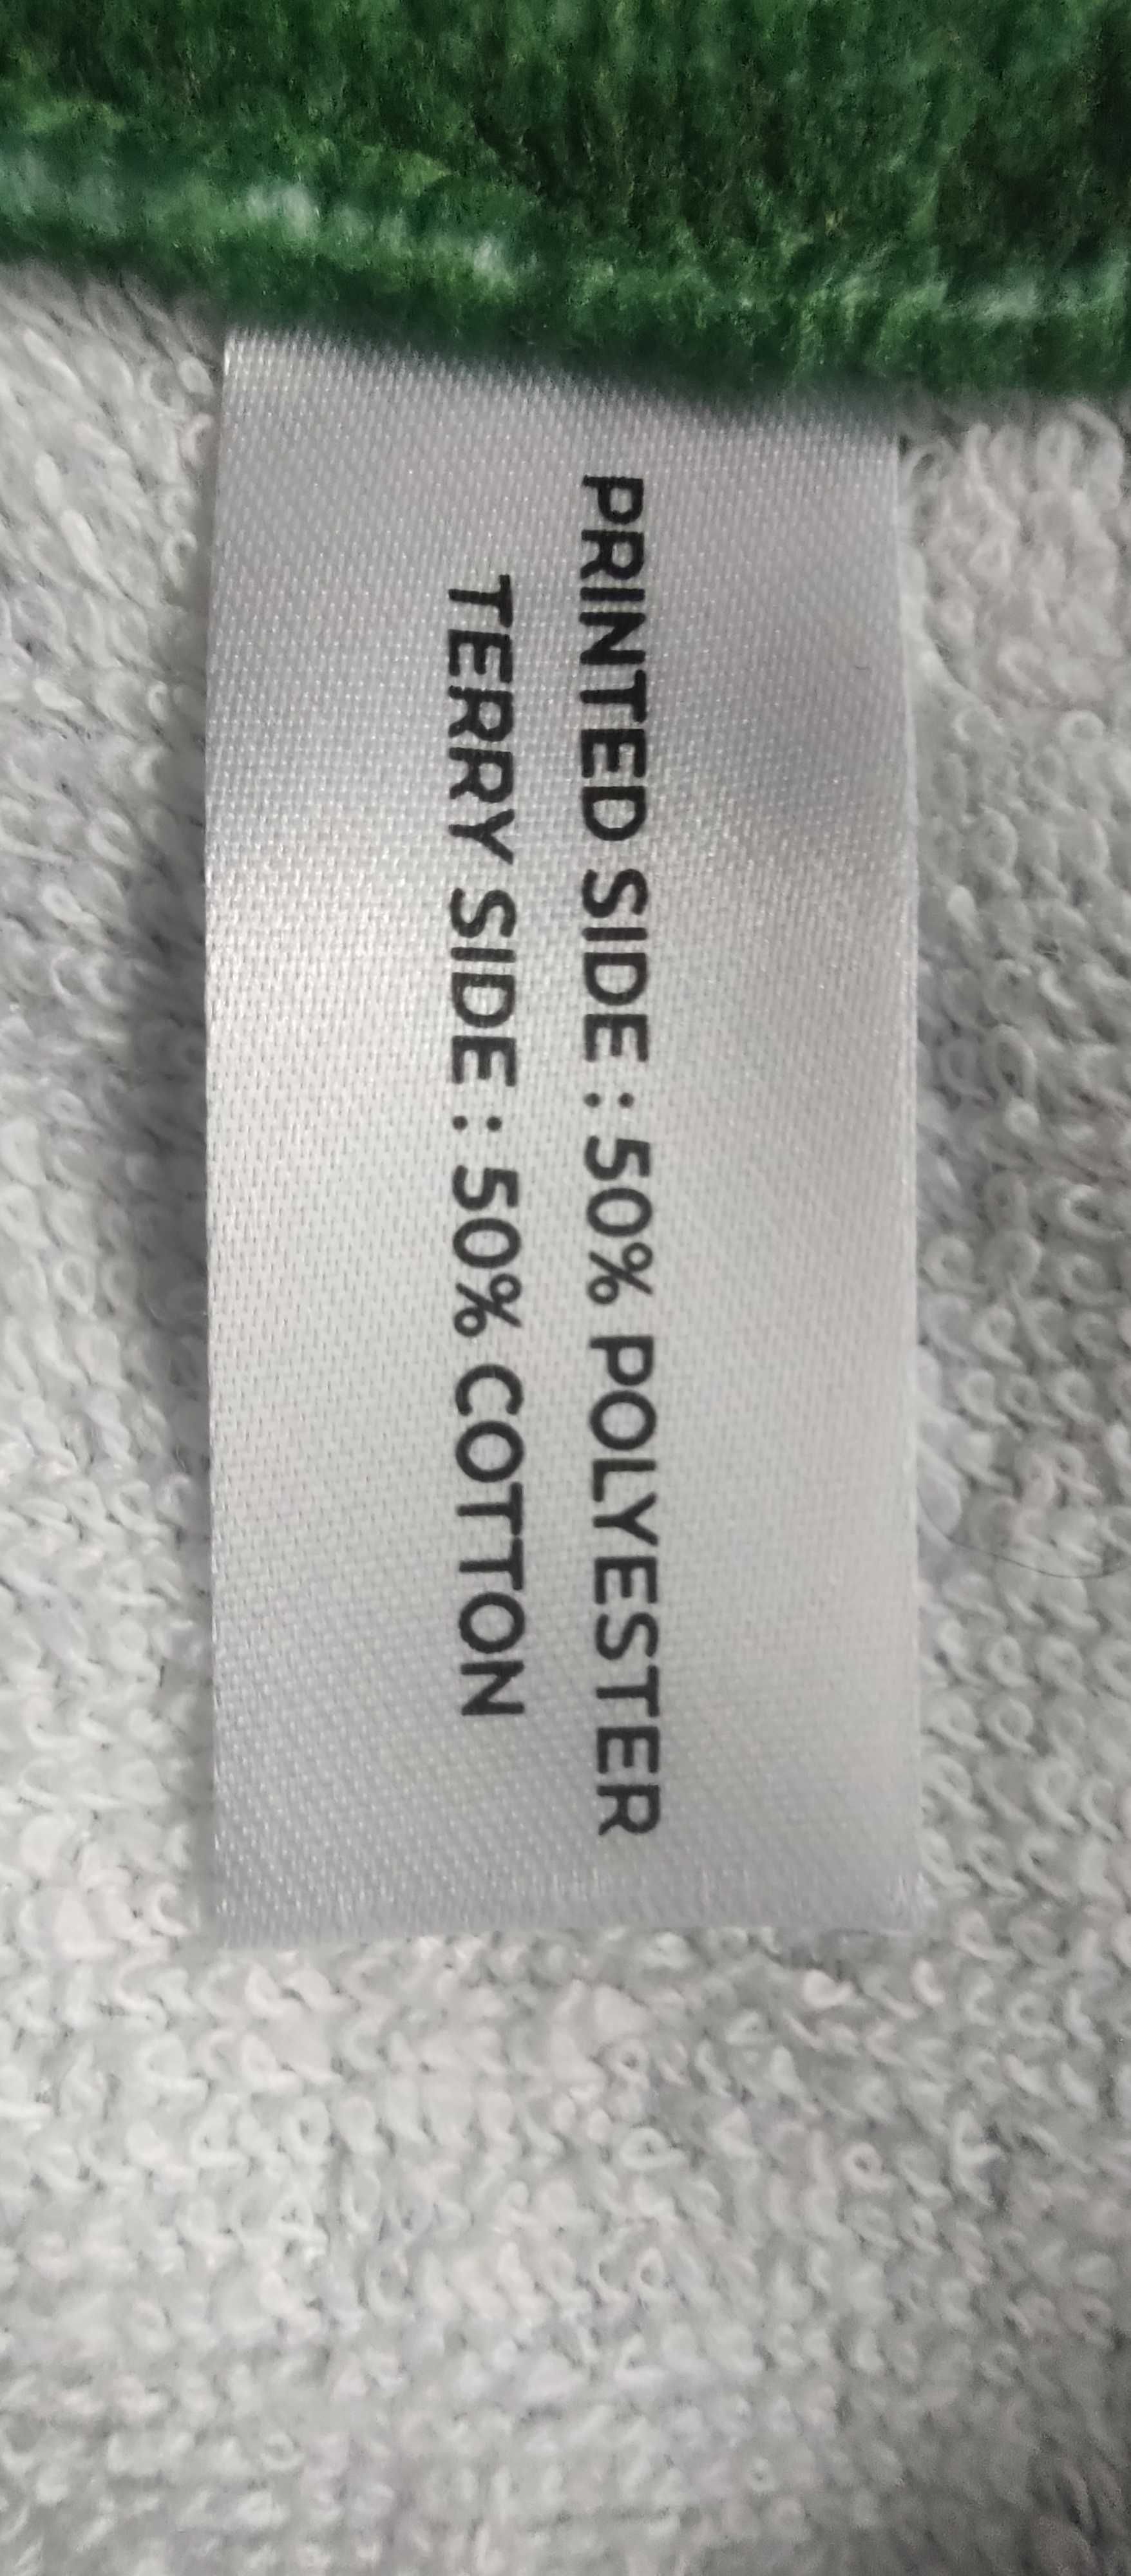 PRINTED SIDE : 50% POLYESTER
TERRY SIDE : 50% COTTON